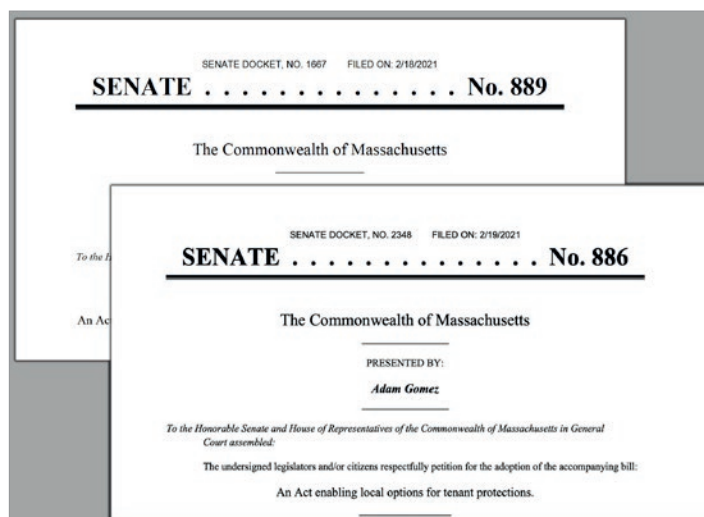 SENATE DOCKET, NO. 1667 FILED ON: 2/18/2021
SENATE . . . . . . . . . . . . . . No. 889
The Commonwealth of Massachusetts
To the
An Ac
SENATE DOCKET, NO. 2348 FILED ON: 2/19/2021
SENATE . . . . . . . . . . . . . . No. 886
The Commonwealth of Massachusetts
PRESENTED BY:
Adam Gomez
To the Honorable Senate and House of Representatives of the Commonwealth of Massachusetts in General
Court assembled:
The undersigned legislators and/or citizens respectfully petition for the adoption of the accompanying bill:
An Act enabling local options for tenant protections.